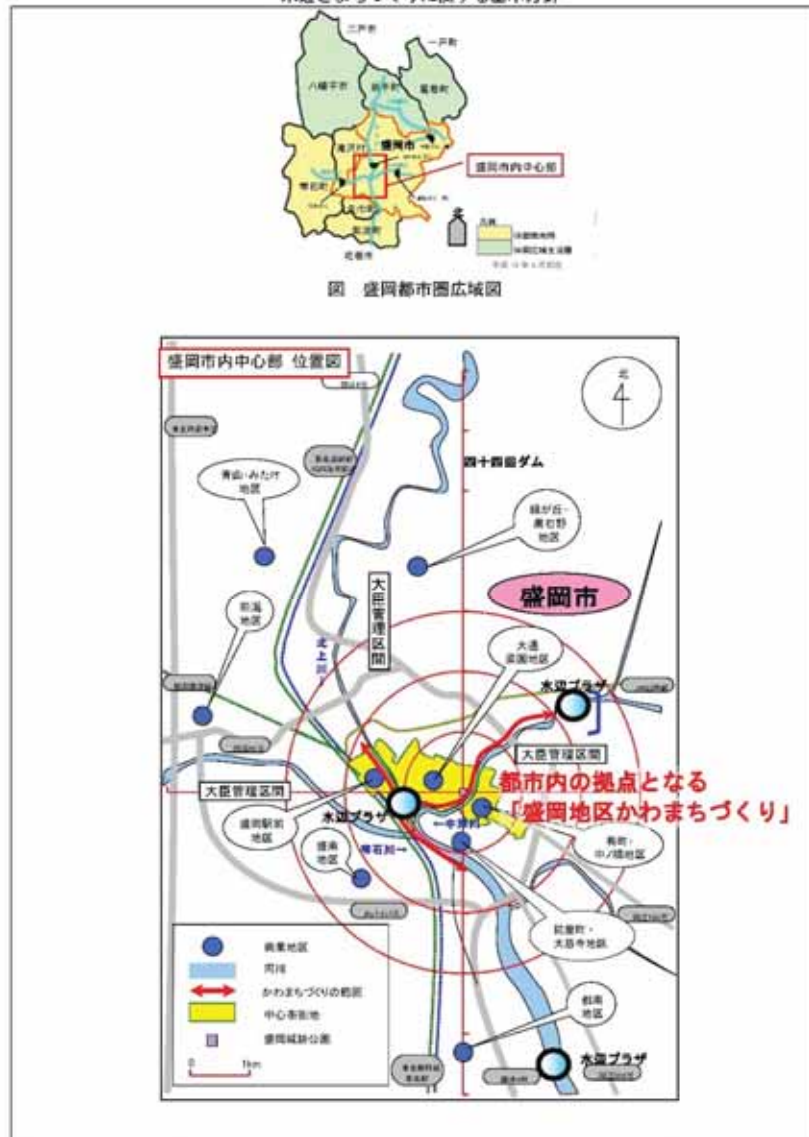 図 盛岡都市圏広域図
二戸市
一戸町
八幡平市
岩手町
葛巻町
滝沢村
盛岡市
雫石町
矢巾町
紫波町
花巻市
盛岡市内中心部
北
凡例
盛岡市内中心部 位置図
北
四十四田ダム
青山・みたけ
地区
緑が丘・
黒石野
地区
盛岡市
大臣管理区間
北上川→
前潟
地区
大通
菜園地区
水辺プラザ
大臣管理区間
大臣管理区間
都市内の拠点となる
「盛岡地区かわまちづくり」
水辺プラザ
←中津川
盛岡駅前
地区
雫石川→
盛南
地区
肴町・
中ノ橋地区
鉈屋町・
大慈寺地区
都南
地区
水辺プラザ
商業地区
河川
かわまちづくりの範囲
中心市街地
盛岡城跡公園
0 1km